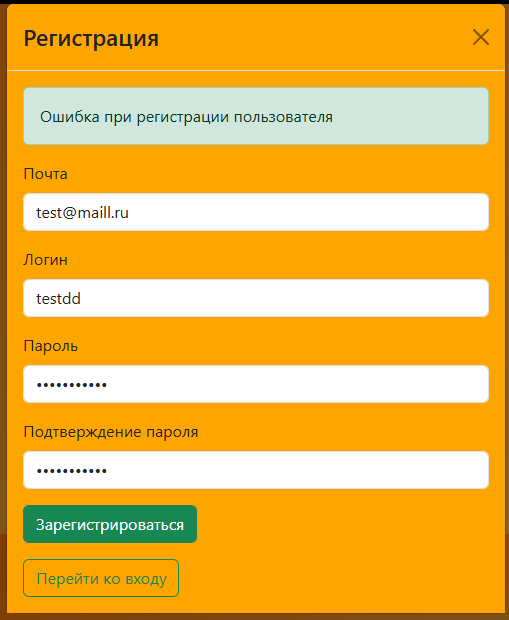 Регистрация
Ошибка при регистрации пользователя
Почта
test@maill.ru
Логин
testdd
Пароль
•••••••••••
Подтверждение пароля
•••••••••••
Зарегистрироваться
Перейти ко входу